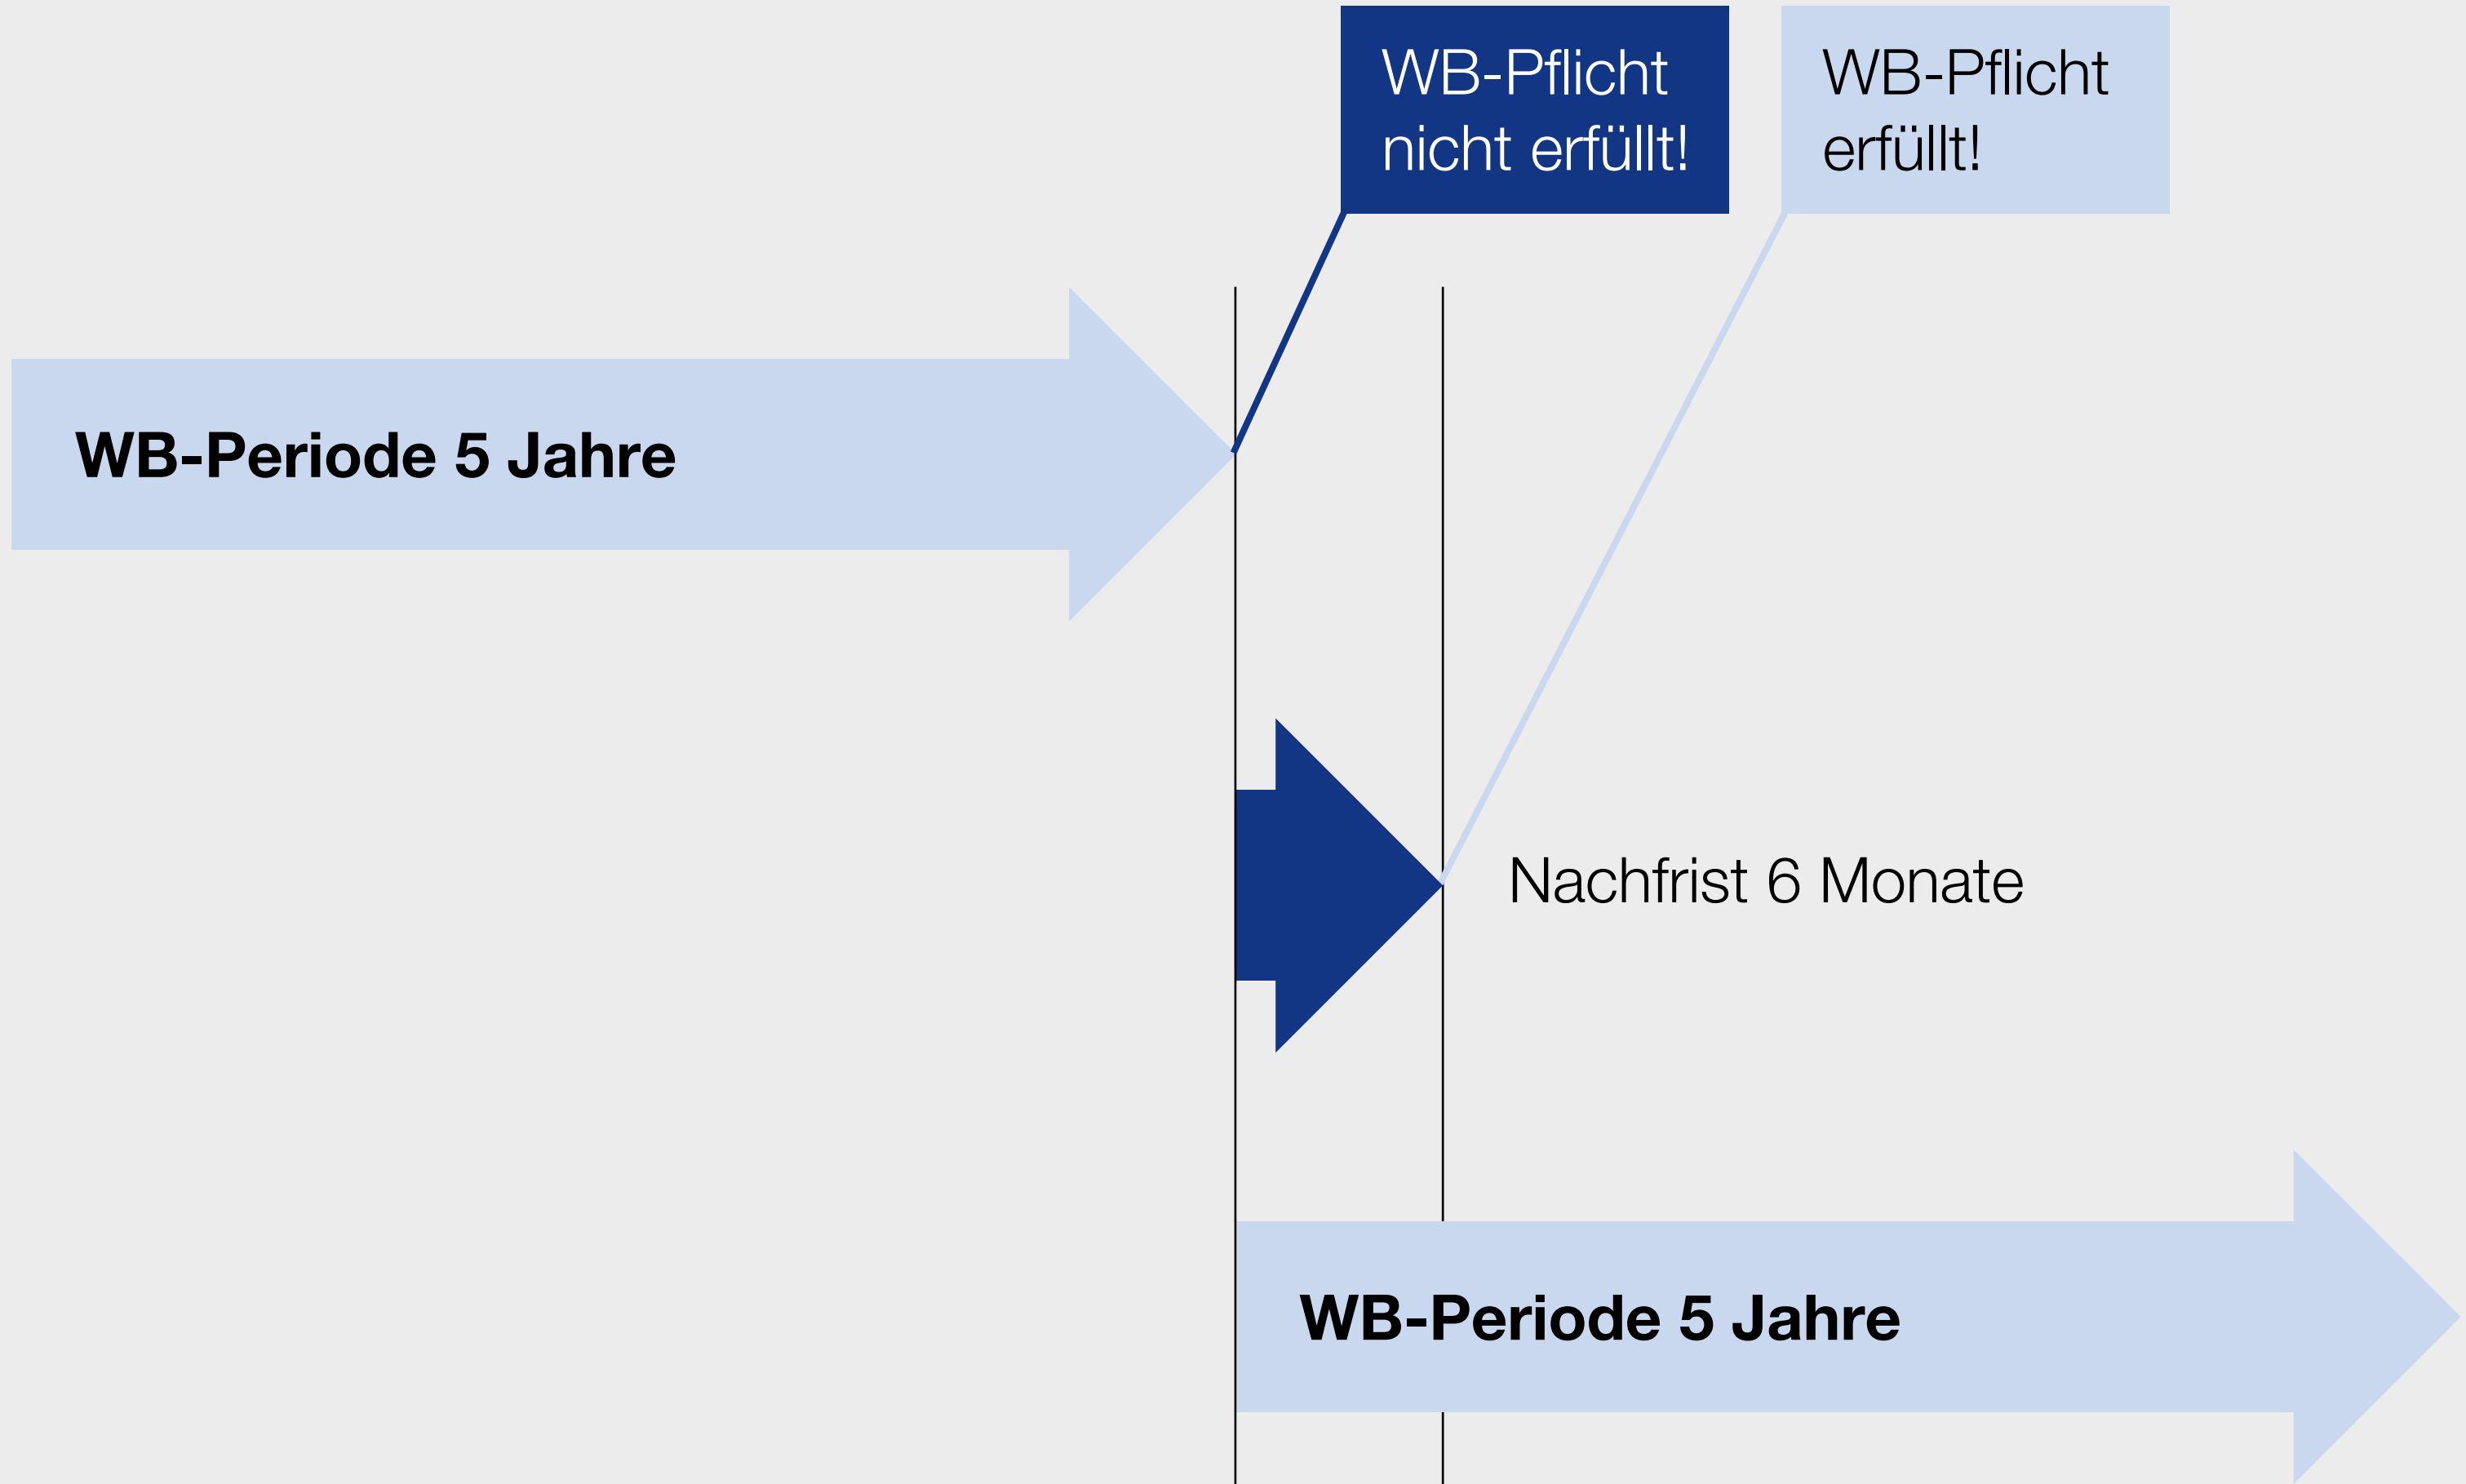 WB-Pflicht
nicht erfüllt!
WB-Pflicht
erfüllt!
WB-Periode 5 Jahre
Nachfrist 6 Monate
WB-Periode 5 Jahre